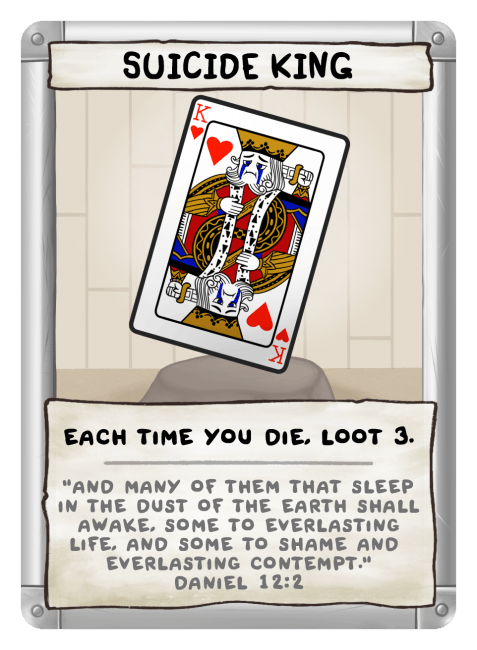 SUICIDE KING
K
K
EACH TIME YOU DIE, LOOT 3.
"AND MANY OF THEM THAT SLEEP
IN THE DUST OF THE EARTH SHALL
AWAKE, SOME TO EVERLASTING
LIFE, AND SOME TO SHAME AND
EVERLASTING CONTEMPT."
DANIEL 12:2